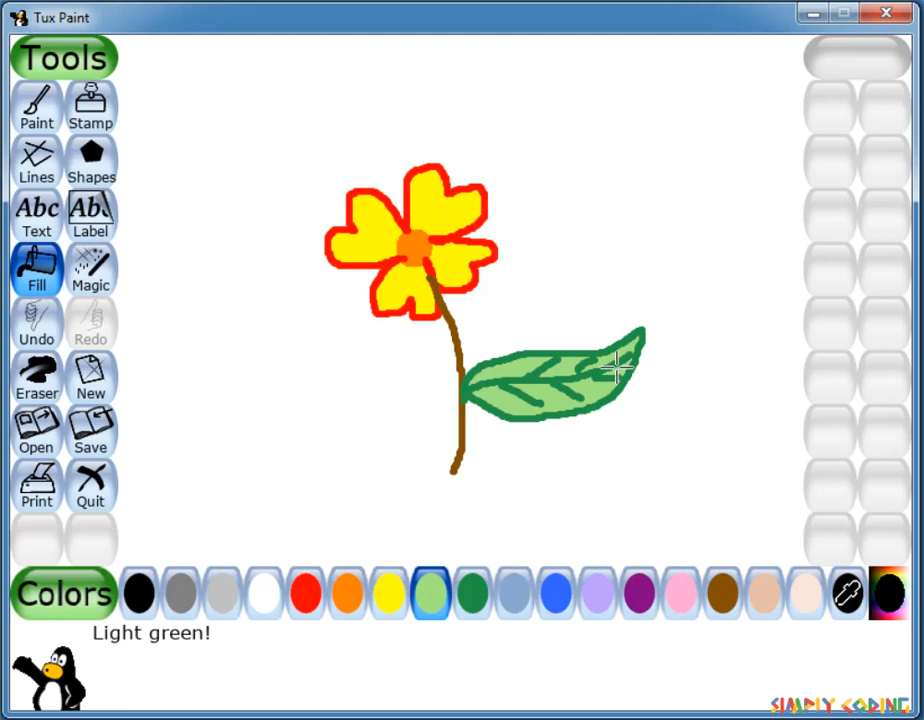 Tux Paint
Tools
Paint Stamp
Lines Shapes
Abc Abc
Text Label
Fill Magic
Undo Redo
Eraser New
Open Save
Print Quit
Colors
Light green!
SIMPLY CODING